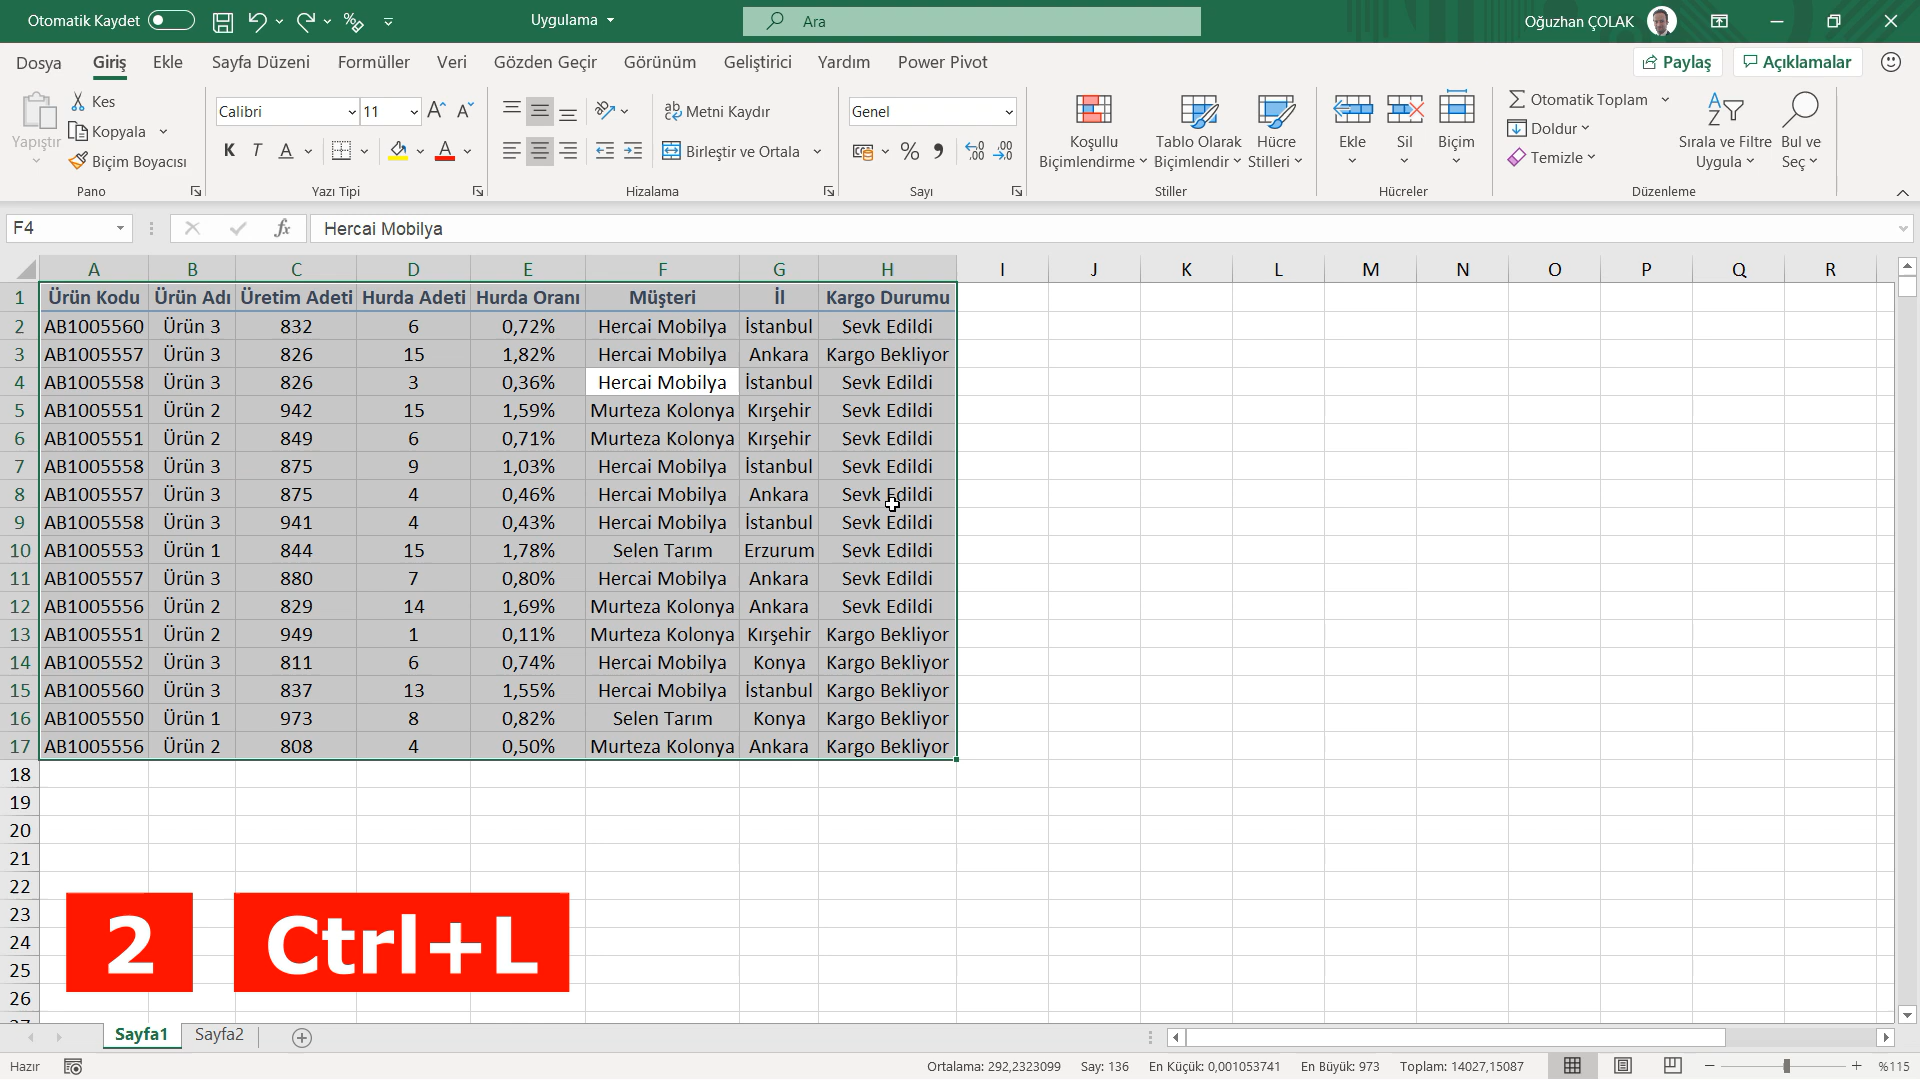 Otomatik Kaydet
Uygulama
Ara
Oğuzhan ÇOLAK
Dosya Giriş Ekle Sayfa Düzeni Formüller Veri Gözden Geçir Görünüm Geliştirici Yardım Power Pivot
Paylaş Açıklamalar
Yapıştır
Kes
Kopyala
Biçim Boyacısı
Pano
Calibri 11
K T A
Yazı Tipi
Metni Kaydır
Birleştir ve Ortala
Hizalama
Genel
Sayı
Koşullu Biçimlendirme
Tablo Olarak Biçimlendir
Hücre Stilleri
Stiller
Ekle Sil Biçim
Hücreler
Otomatik Toplam
Doldur
Temizle
Sırala ve Filtre Uygula
Bul ve Seç
Düzenleme
F4 fx Hercai Mobilya
A B C D E F G H I J K L M N O P Q R
1 Ürün Kodu Ürün Adı Üretim Adeti Hurda Adeti Hurda Oranı Müşteri İl Kargo Durumu
2 AB1005560 Ürün 3 832 6 0,72% Hercai Mobilya İstanbul Sevk Edildi
3 AB1005557 Ürün 3 826 15 1,82% Hercai Mobilya Ankara Kargo Bekliyor
4 AB1005558 Ürün 3 826 3 0,36% Hercai Mobilya İstanbul Sevk Edildi
5 AB1005551 Ürün 2 942 15 1,59% Murteza Kolonya Kırşehir Sevk Edildi
6 AB1005551 Ürün 2 849 6 0,71% Murteza Kolonya Kırşehir Sevk Edildi
7 AB1005558 Ürün 3 875 9 1,03% Hercai Mobilya İstanbul Sevk Edildi
8 AB1005557 Ürün 3 875 4 0,46% Hercai Mobilya Ankara Sevk Edildi
9 AB1005558 Ürün 3 941 4 0,43% Hercai Mobilya İstanbul Sevk Edildi
10 AB1005553 Ürün 1 844 15 1,78% Selen Tarım Erzurum Sevk Edildi
11 AB1005557 Ürün 3 880 7 0,80% Hercai Mobilya Ankara Sevk Edildi
12 AB1005556 Ürün 2 829 14 1,69% Murteza Kolonya Ankara Sevk Edildi
13 AB1005551 Ürün 2 949 1 0,11% Murteza Kolonya Kırşehir Kargo Bekliyor
14 AB1005552 Ürün 3 811 6 0,74% Hercai Mobilya Konya Kargo Bekliyor
15 AB1005560 Ürün 3 837 13 1,55% Hercai Mobilya İstanbul Kargo Bekliyor
16 AB1005550 Ürün 1 973 8 0,82% Selen Tarım Konya Kargo Bekliyor
17 AB1005556 Ürün 2 808 4 0,50% Murteza Kolonya Ankara Kargo Bekliyor
18
19
20
21
22
23
24
25
26
2 Ctrl+L
Sayfa1 Sayfa2
Hazır
Ortalama: 292,2323099 Say: 136 En Küçük: 0,001053741 En Büyük: 973 Toplam: 14027,15087
%115